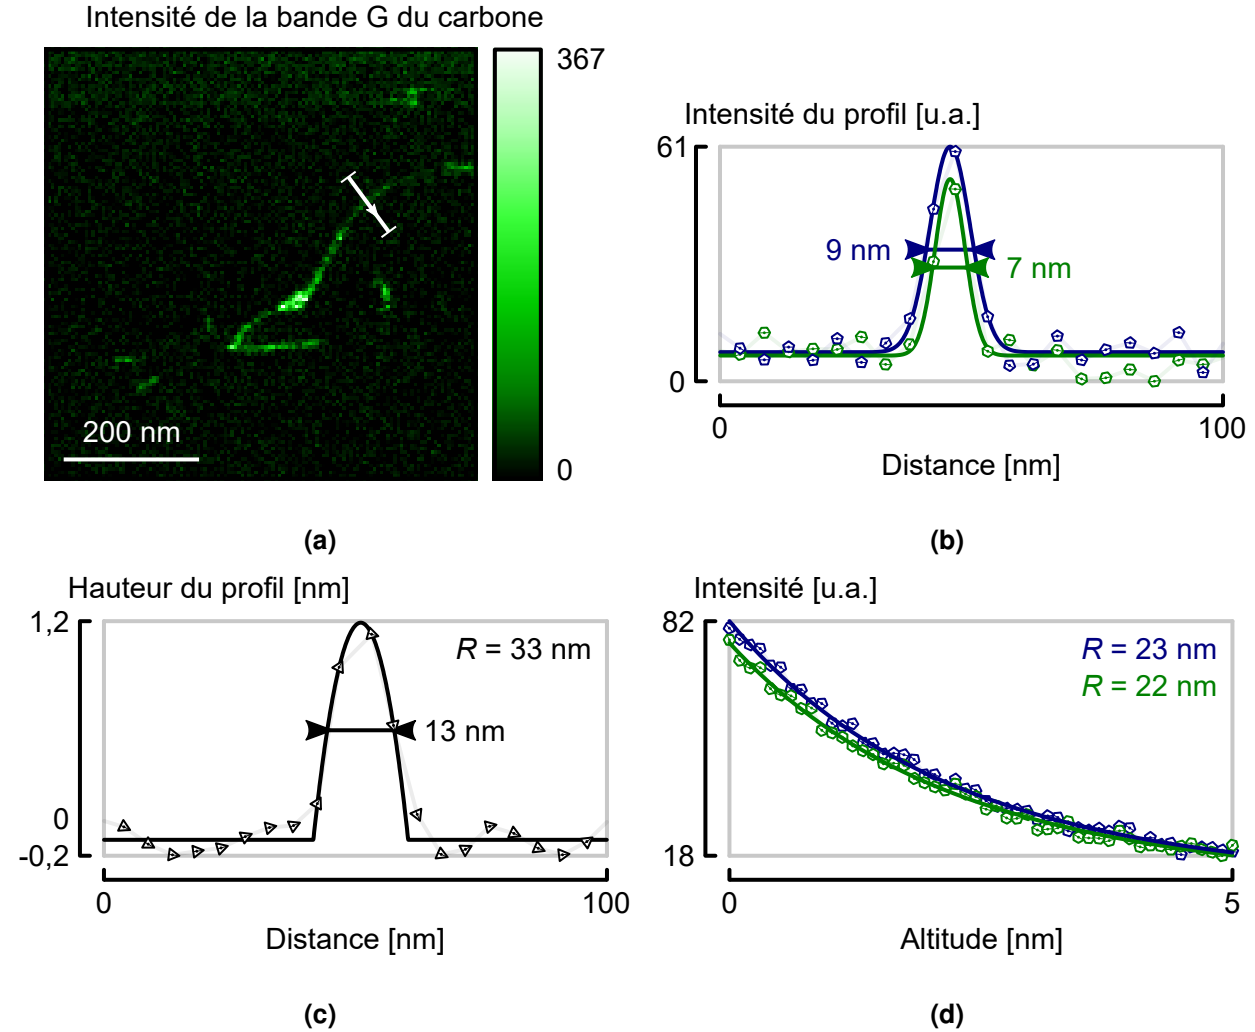 Intensité de la bande G du carbone
367
200 nm
0
(a)
Intensité du profil [u.a.]
61
9 nm
7 nm
0
0
100
Distance [nm]
(b)
Hauteur du profil [nm]
1,2
R = 33 nm
13 nm
0
-0,2
0
100
Distance [nm]
(c)
Intensité [u.a.]
82
R = 23 nm
R = 22 nm
18
0
5
Altitude [nm]
(d)